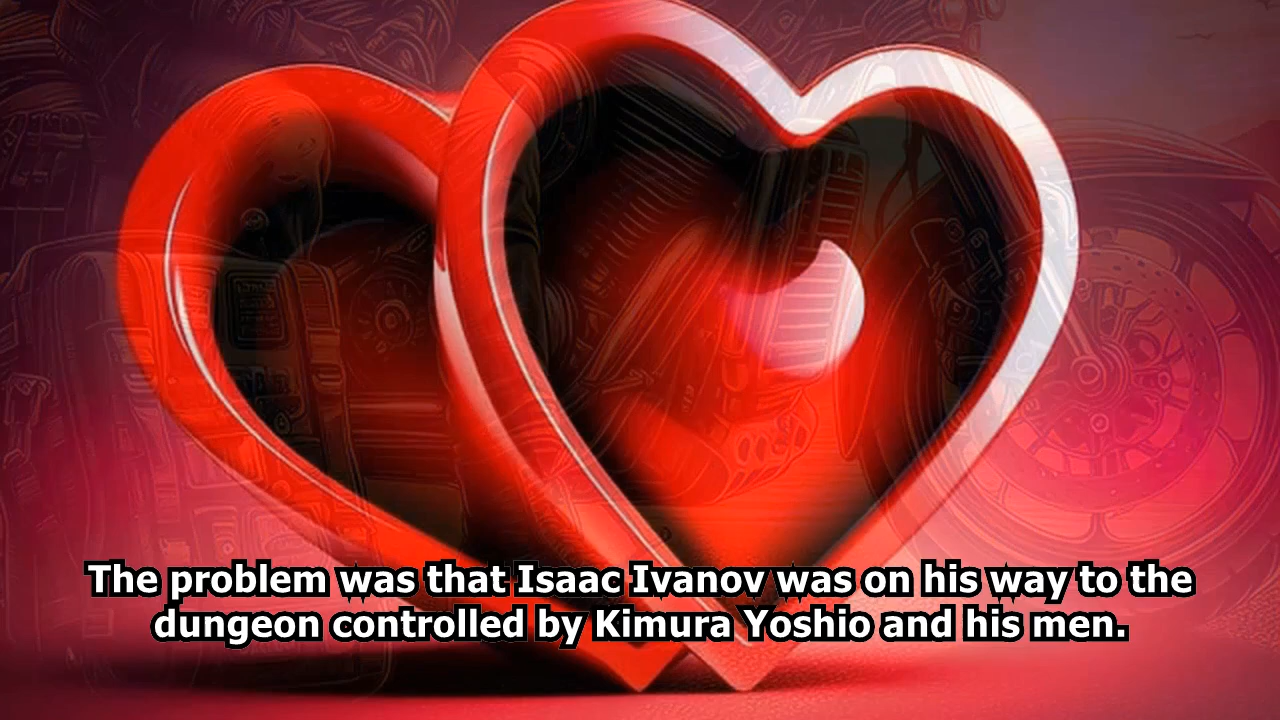 The problem was that Isaac Ivanov was on his way to the
dungeon controlled by Kimura Yoshio and his men.